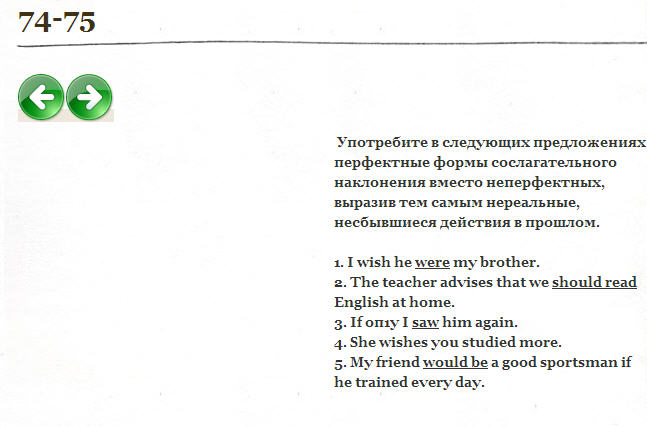 74-75
Употребите в следующих предложениях
перфектные формы сослагательного
наклонения вместо неперфектных,
выразив тем самым нереальные,
несбывшиеся действия в прошлом.
1. I wish he were my brother.
2. The teacher advises that we should read
English at home.
3. If оп1у I saw him again.
4. She wishes you studied more.
5. My friend would be a good sportsman if
he trained every day.